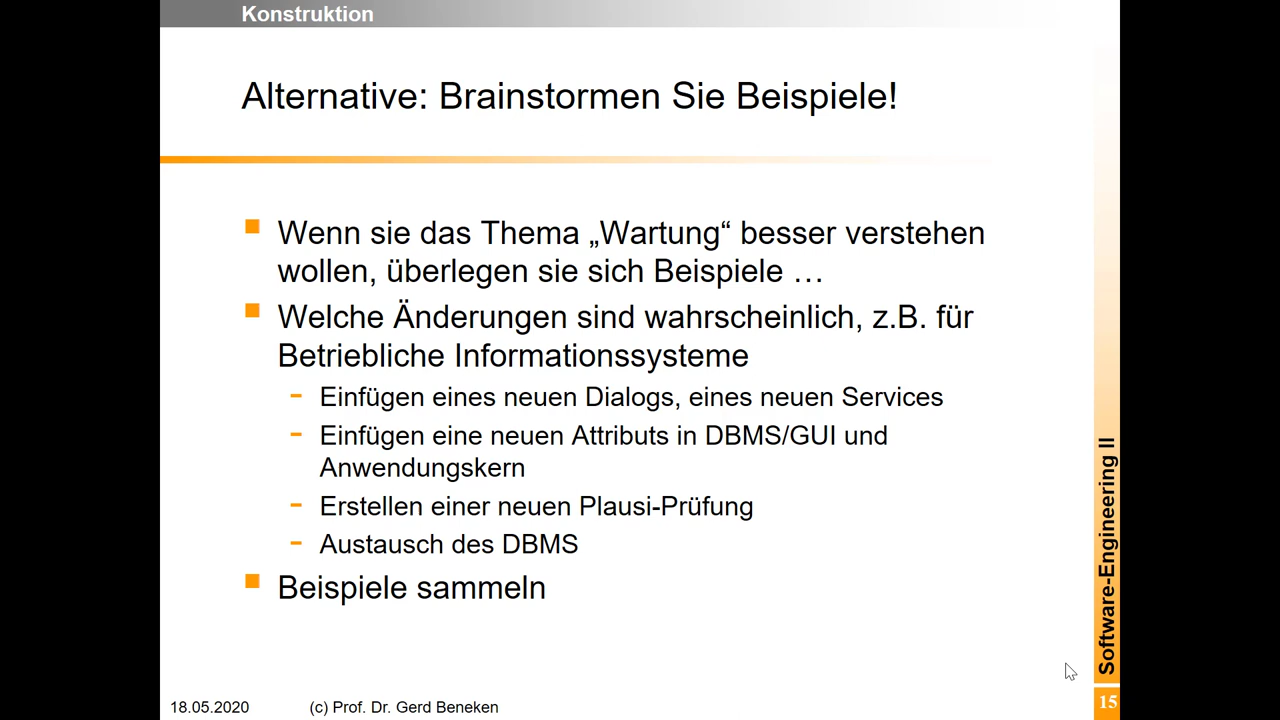 Konstruktion
Alternative: Brainstormen Sie Beispiele!
Wenn sie das Thema „Wartung“ besser verstehen
wollen, überlegen sie sich Beispiele …
Welche Änderungen sind wahrscheinlich, z.B. für
Betriebliche Informationssysteme
- Einfügen eines neuen Dialogs, eines neuen Services
- Einfügen eine neuen Attributs in DBMS/GUI und
Anwendungskern
- Erstellen einer neuen Plausi-Prüfung
- Austausch des DBMS
Beispiele sammeln
Software-Engineering II
18.05.2020
(c) Prof. Dr. Gerd Beneken
15